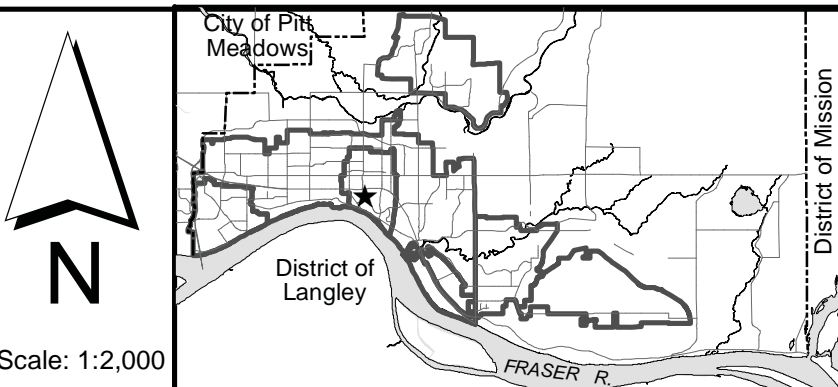 City of Pitt
Meadows
District of Mission
N
District of
Langley
Scale: 1:2,000
FRASER R.